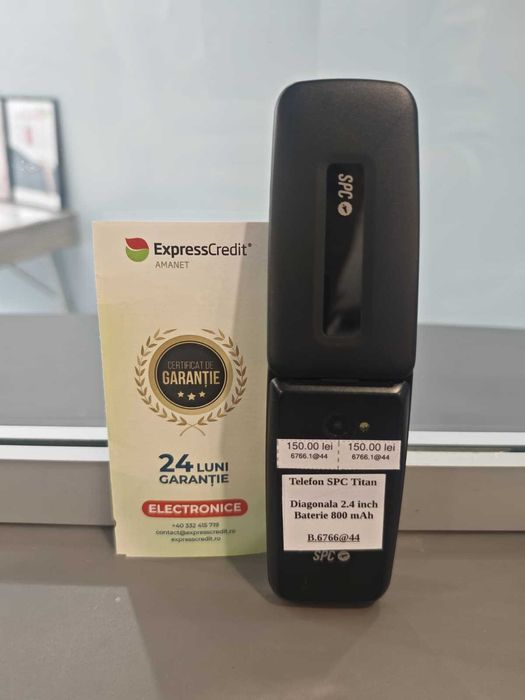 ExpressCredit®
AMANET
CERTIFICAT DE
GARANȚIE
24 LUNI
GARANȚIE
ELECTRONICE
+40 332 415 719
contact@expresscredit.ro
expresscredit.ro
SPC
150.00 lei
6766.1@44
150.00 lei
6766.1@44
Telefon SPC Titan
Diagonala 2.4 inch
Baterie 800 mAh
B.6766@44
SPC